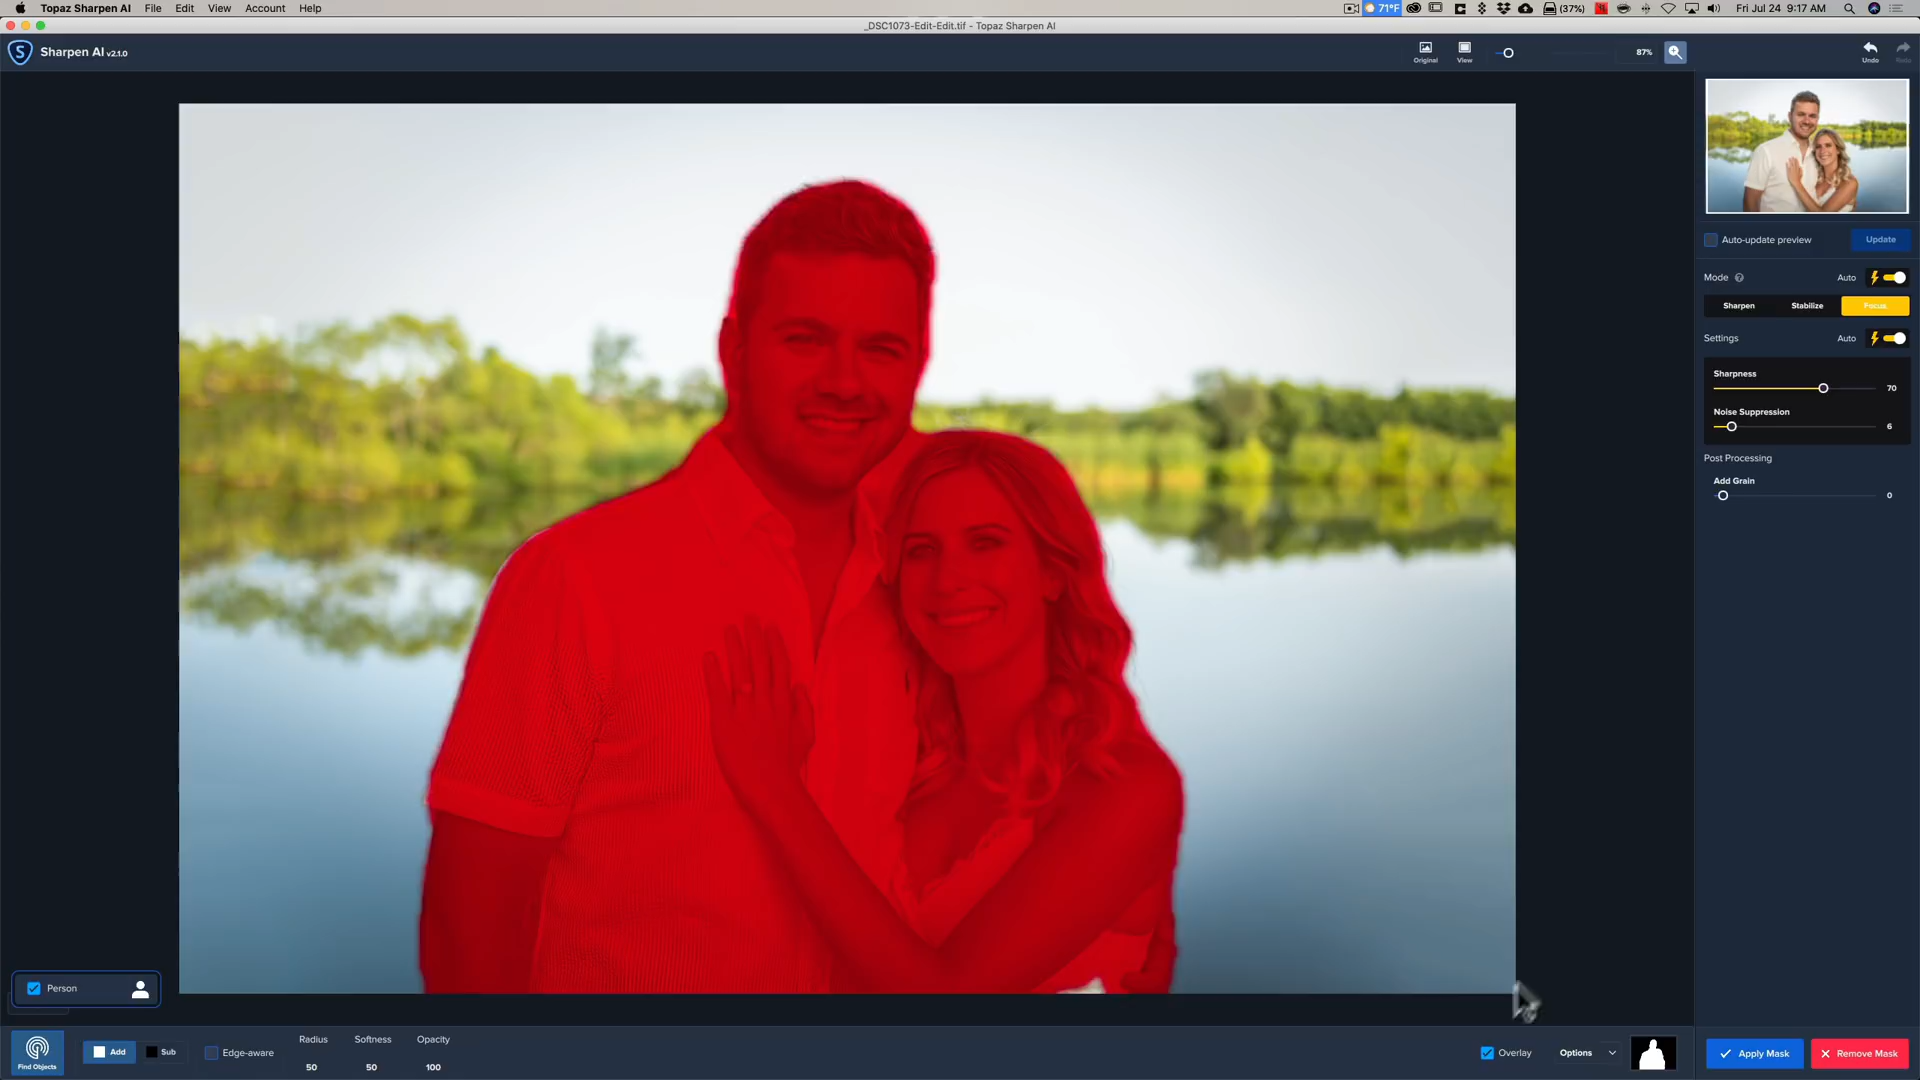 Topaz Sharpen AI File Edit View Account Help
71°F (37%) Fri Jul 24 9:17 AM
_DSC1073-Edit-Edit.tif - Topaz Sharpen AI
S Sharpen AI v2.1.0
87%
Original View Undo Redo
Auto-update preview Update
Mode ? Auto
Sharpen Stabilize Focus
Settings Auto
Sharpness
70
Noise Suppression
6
Post Processing
Add Grain
0
Person
Find Objects
Add Sub
Edge-aware
Radius Softness Opacity
50 50 100
Overlay Options
Apply Mask Remove Mask